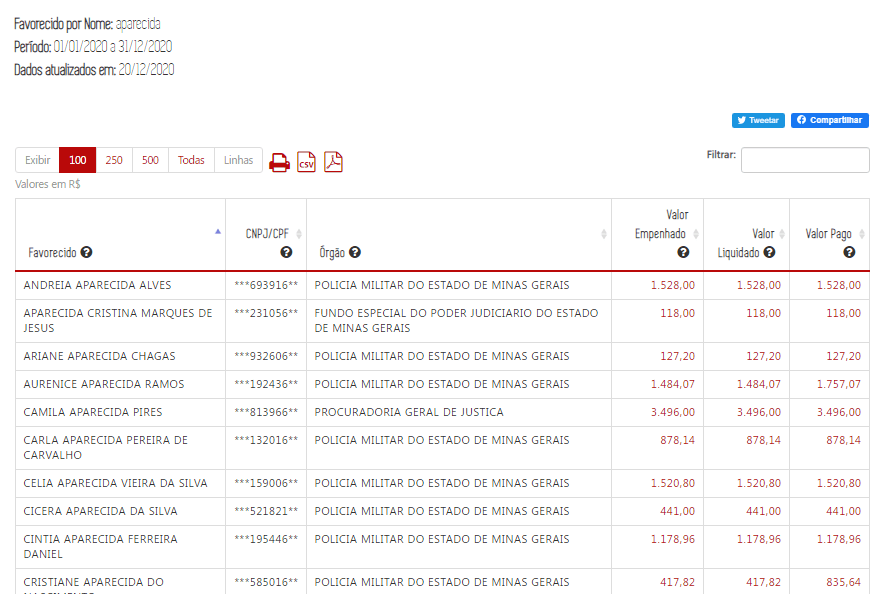 Favorecido por Nome: aparecida
Período: 01/01/2020 a 31/12/2020
Dados atualizados em: 20/12/2020
Tweetar Compartilhar
Exibir 100 250 500 Todas Linhas CSV Filtrar:
Valores em R$
Favorecido CNPJ/CPF Órgão Valor Empenhado Valor Liquidado Valor Pago
ANDREIA APARECIDA ALVES ***693916** POLICIA MILITAR DO ESTADO DE MINAS GERAIS 1.528,00 1.528,00 1.528,00
APARECIDA CRISTINA MARQUES DE ***231056** FUNDO ESPECIAL DO PODER JUDICIARIO DO ESTADO 118,00 118,00 118,00
JESUS DE MINAS GERAIS
ARIANE APARECIDA CHAGAS ***932606** POLICIA MILITAR DO ESTADO DE MINAS GERAIS 127,20 127,20 127,20
AURENICE APARECIDA RAMOS ***192436** POLICIA MILITAR DO ESTADO DE MINAS GERAIS 1.484,07 1.484,07 1.757,07
CAMILA APARECIDA PIRES ***813966** PROCURADORIA GERAL DE JUSTICA 3.496,00 3.496,00 3.496,00
CARLA APARECIDA PEREIRA DE ***132016** POLICIA MILITAR DO ESTADO DE MINAS GERAIS 878,14 878,14 878,14
CARVALHO
CELIA APARECIDA VIEIRA DA SILVA ***159006** POLICIA MILITAR DO ESTADO DE MINAS GERAIS 1.520,80 1.520,80 1.520,80
CICERA APARECIDA DA SILVA ***521821** POLICIA MILITAR DO ESTADO DE MINAS GERAIS 441,00 441,00 441,00
CINTIA APARECIDA FERREIRA ***195446** POLICIA MILITAR DO ESTADO DE MINAS GERAIS 1.178,96 1.178,96 1.178,96
DANIEL
CRISTIANE APARECIDA DO ***585016** POLICIA MILITAR DO ESTADO DE MINAS GERAIS 417,82 417,82 835,64